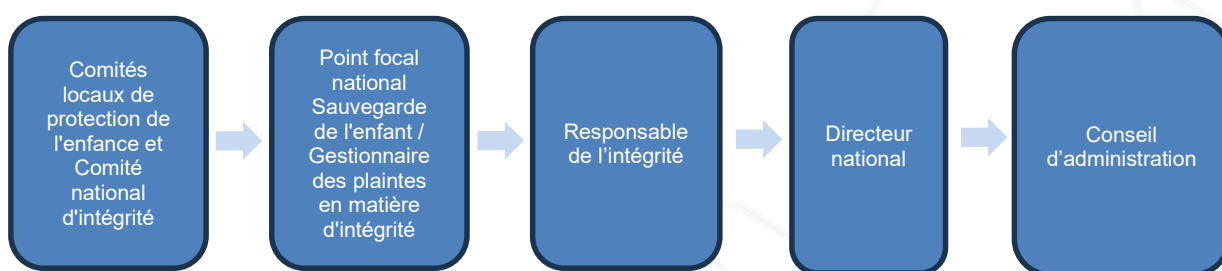 Comités
locaux de
protection de
l'enfance et
Comité
national
d'intégrité
Point focal
national
Sauvegarde
de l'enfant /
Gestionnaire
des plaintes
en matière
d'intégrité
Responsable
de l’intégrité
Directeur
national
Conseil
d’administration